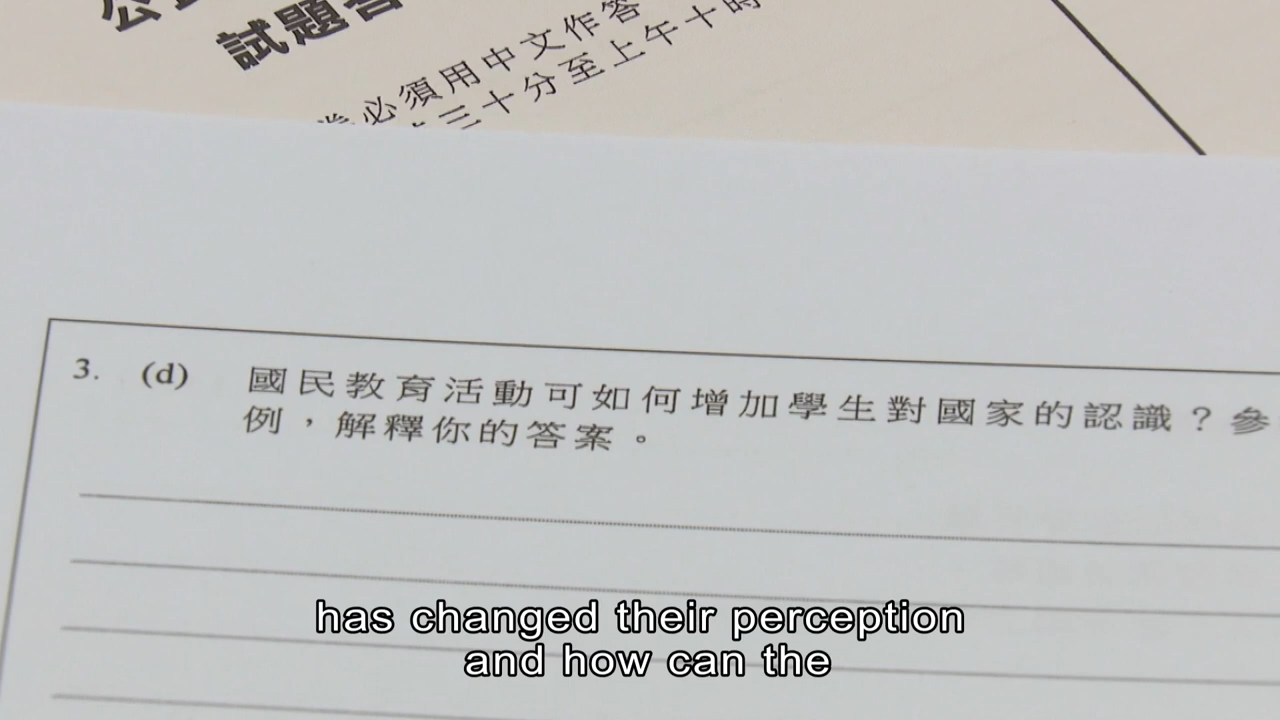 試題答
必須用中文作答
三十分至上午十時
3. (d) 國民教育活動可如何增加學生對國家的認識？參
例，解釋你的答案。
has changed their perception
and how can the